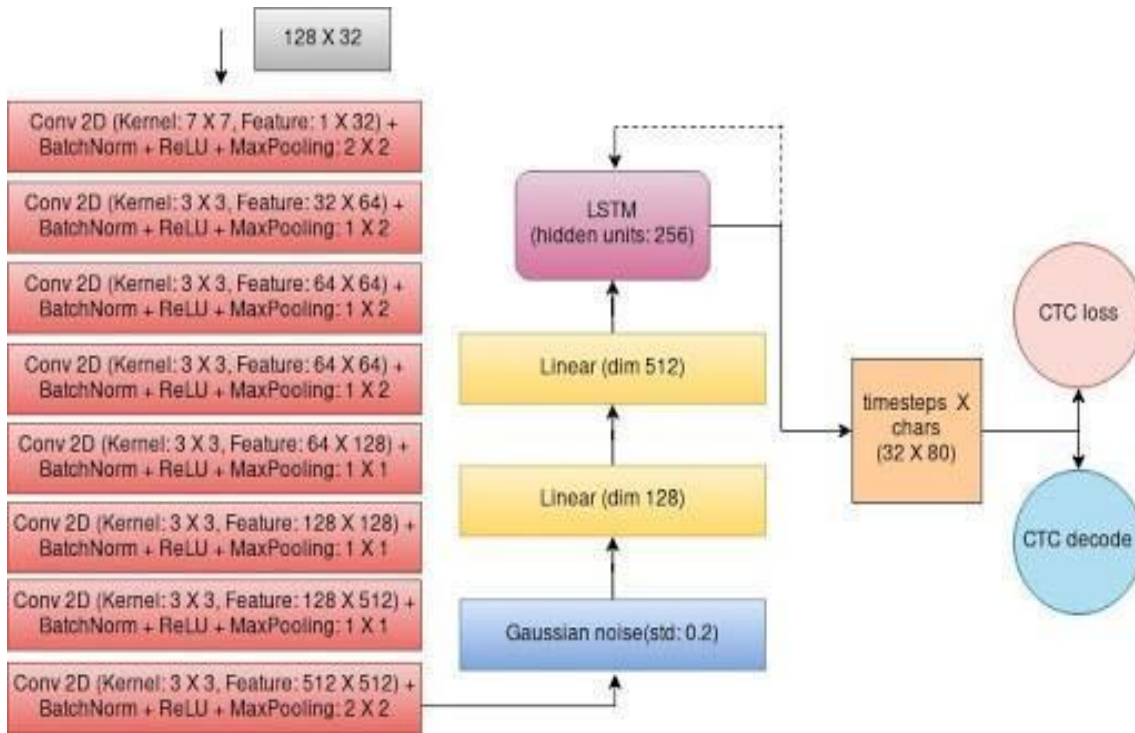 128 X 32
Conv 2D (Kernel: 7 X 7, Feature: 1 X 32) +
BatchNorm + ReLU + MaxPooling: 2 X 2
Conv 2D (Kernel: 3 X 3, Feature: 32 X 64) +
BatchNorm + ReLU + MaxPooling: 1 X 2
Conv 2D (Kernel: 3 X 3, Feature: 64 X 64) +
BatchNorm + ReLU + MaxPooling: 1 X 2
Conv 2D (Kernel: 3 X 3, Feature: 64 X 64) +
BatchNorm + ReLU + MaxPooling: 1 X 2
Conv 2D (Kernel: 3 X 3, Feature: 64 X 128) +
BatchNorm + ReLU + MaxPooling: 1 X 1
Conv 2D (Kernel: 3 X 3, Feature: 128 X 128) +
BatchNorm + ReLU + MaxPooling: 1 X 1
Conv 2D (Kernel: 3 X 3, Feature: 128 X 512) +
BatchNorm + ReLU + MaxPooling: 1 X 1
Conv 2D (Kernel: 3 X 3, Feature: 512 X 512) +
BatchNorm + ReLU + MaxPooling: 2 X 2
Gaussian noise(std: 0.2)
Linear (dim 128)
Linear (dim 512)
LSTM
(hidden units: 256)
timesteps X
chars
(32 X 80)
CTC loss
CTC decode